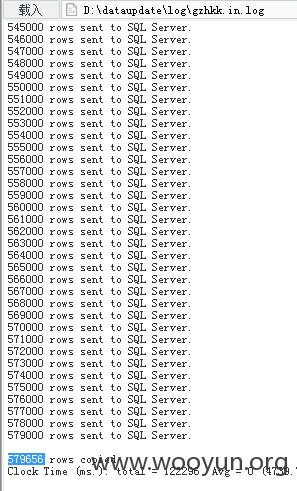 载入 D:\dataupdate\log\gzhkk.in.log
545000 rows sent to SQL Server.
546000 rows sent to SQL Server.
547000 rows sent to SQL Server.
548000 rows sent to SQL Server.
549000 rows sent to SQL Server.
550000 rows sent to SQL Server.
551000 rows sent to SQL Server.
552000 rows sent to SQL Server.
553000 rows sent to SQL Server.
554000 rows sent to SQL Server.
555000 rows sent to SQL Server.
556000 rows sent to SQL Server.
557000 rows sent to SQL Server.
558000 rows sent to SQL Server.
559000 rows sent to SQL Server.
560000 rows sent to SQL Server.
561000 rows sent to SQL Server.
562000 rows sent to SQL Server.
563000 rows sent to SQL Server.
564000 rows sent to SQL Server.
565000 rows sent to SQL Server.
566000 rows sent to SQL Server.
567000 rows sent to SQL Server.
568000 rows sent to SQL Server.
569000 rows sent to SQL Server.
570000 rows sent to SQL Server.
571000 rows sent to SQL Server.
572000 rows sent to SQL Server.
573000 rows sent to SQL Server.
574000 rows sent to SQL Server.
575000 rows sent to SQL Server.
576000 rows sent to SQL Server.
577000 rows sent to SQL Server.
578000 rows sent to SQL Server.
579000 rows sent to SQL Server.
579656 rows copied.
Clock Time (ms.): total = 122296 Avg = 0
www.wooyun.org